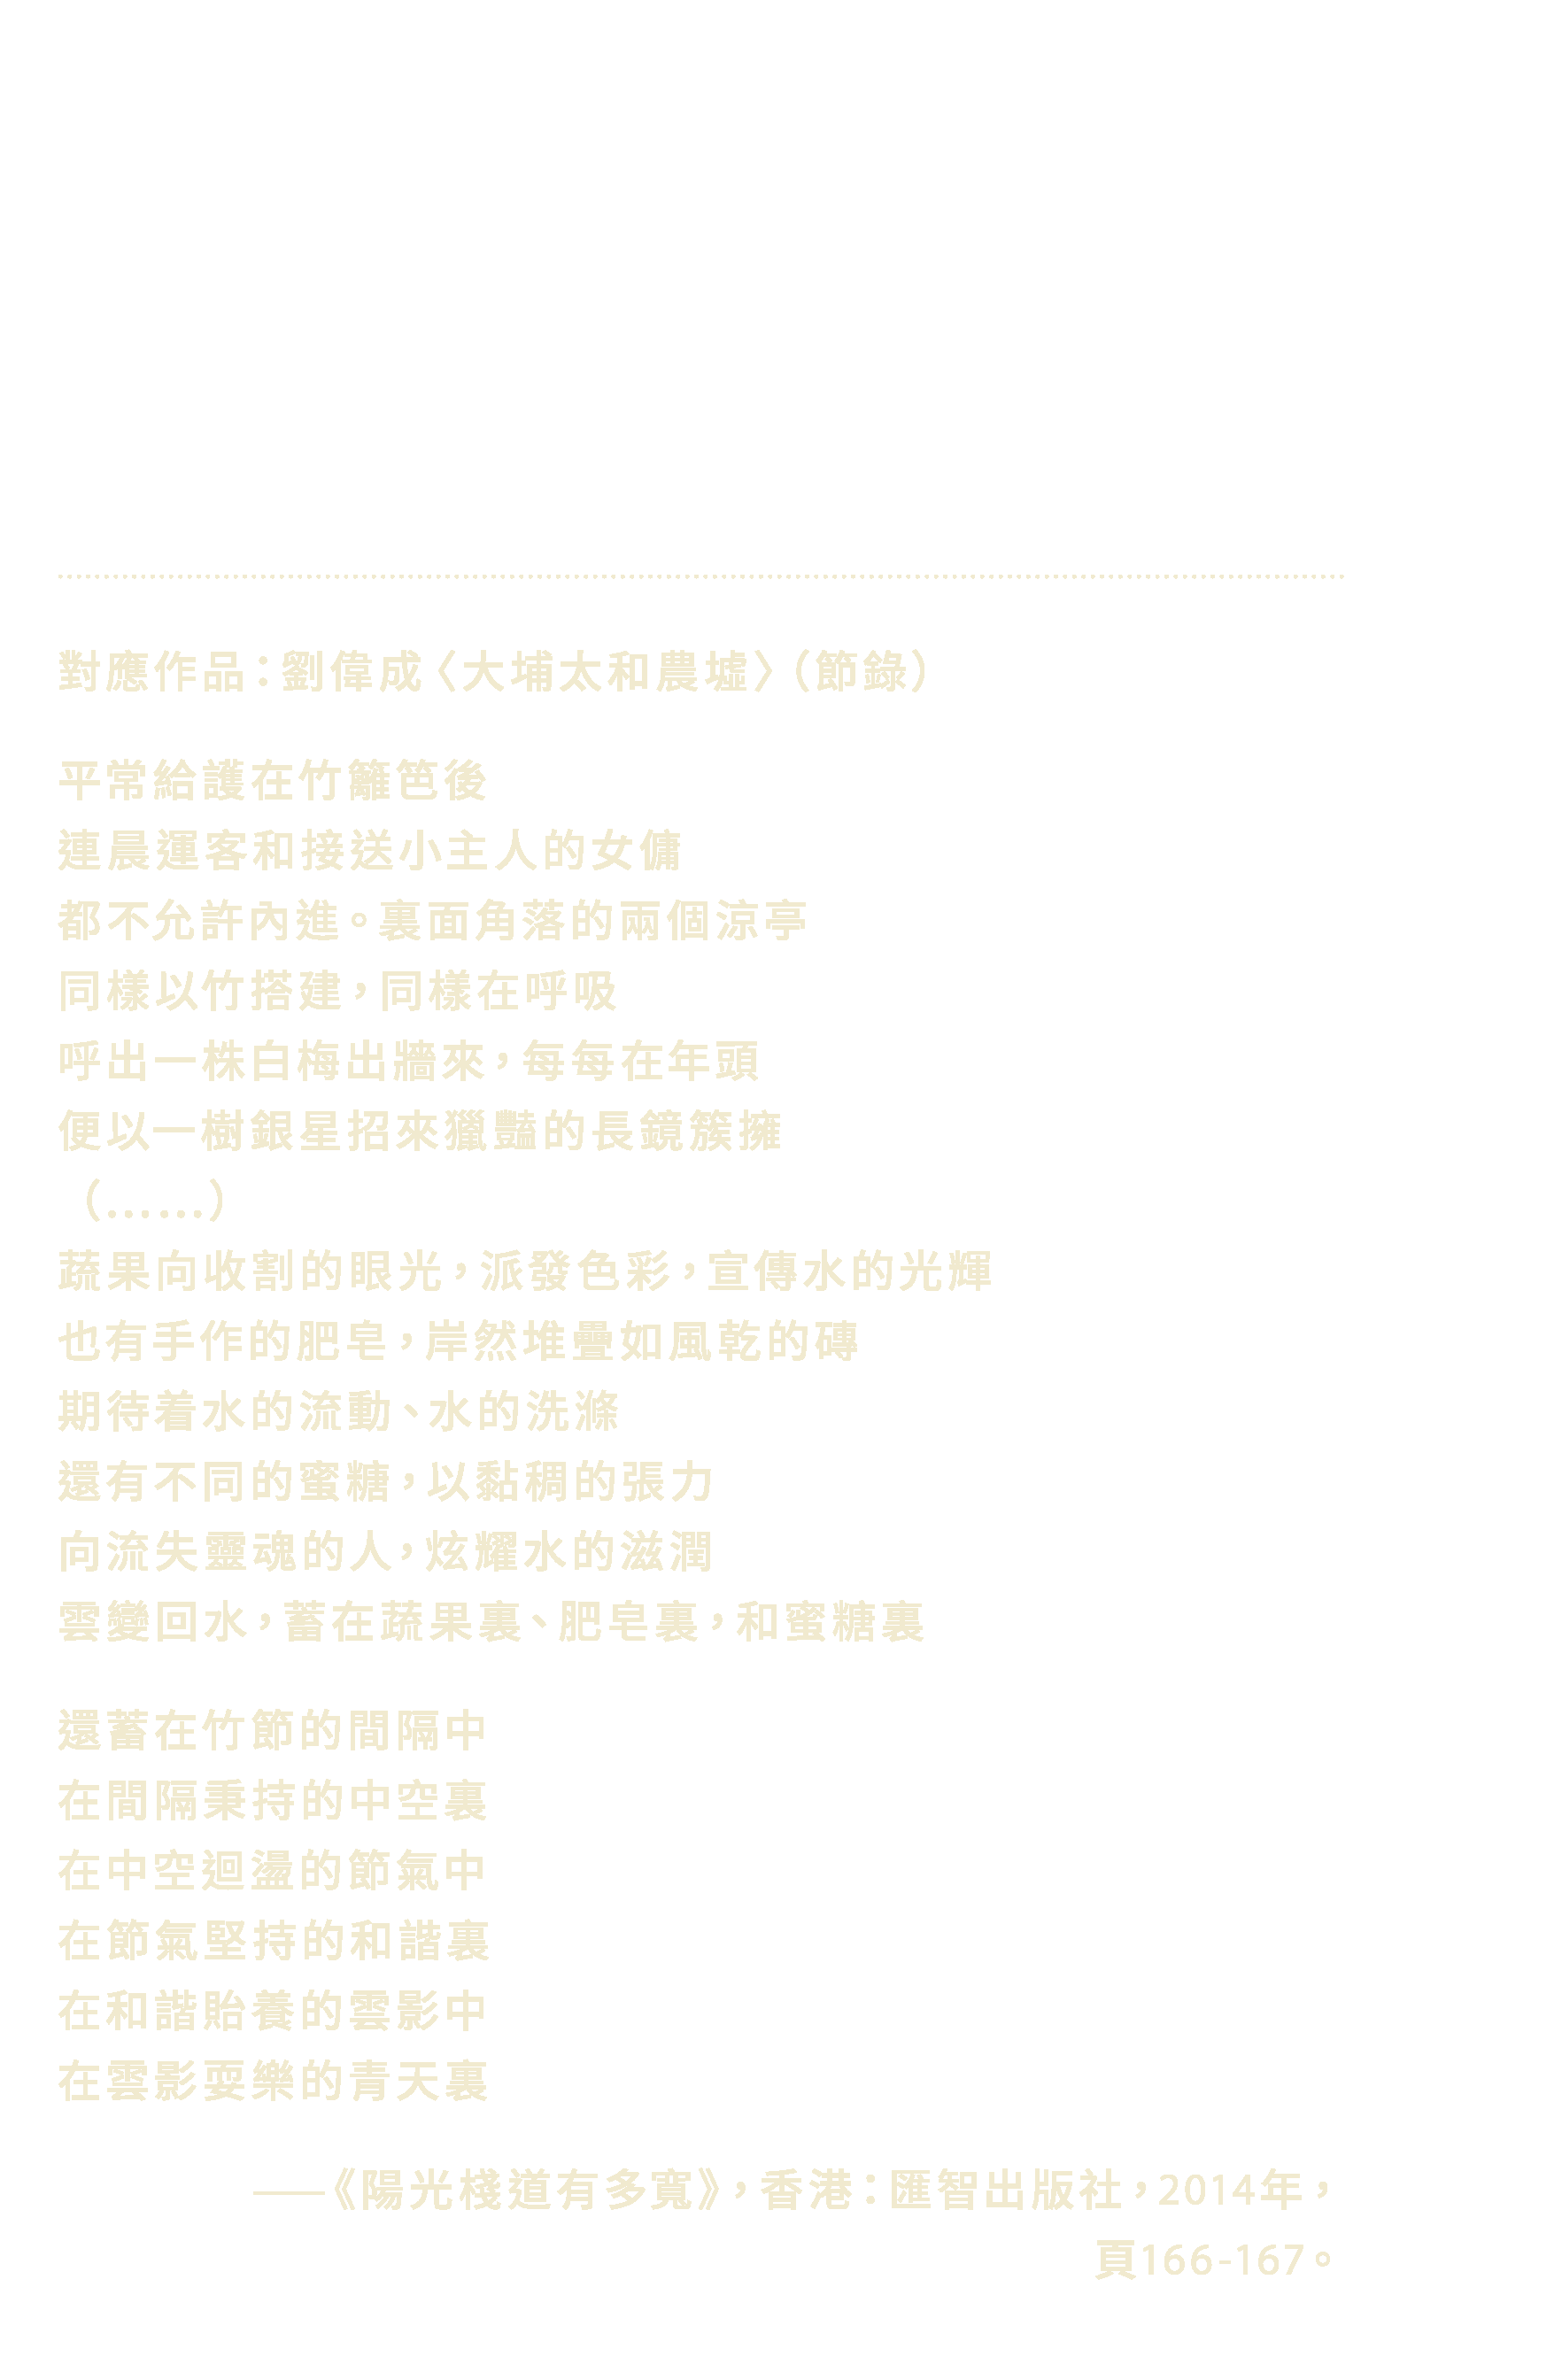 對應作品：劉偉成〈大埔太和農墟〉（節錄）
平常給護在竹籬笆後
連晨運客和接送小主人的女傭
都不允許內進。裏面角落的兩個涼亭
同樣以竹搭建，同樣在呼吸
呼出一株白梅出牆來，每每在年頭
便以一樹銀星招來獵豔的長鏡簇擁
（……）
蔬果向收割的眼光，派發色彩，宣傳水的光輝
也有手作的肥皂，岸然堆疊如風乾的磚
期待着水的流動、水的洗滌
還有不同的蜜糖，以黏稠的張力
向流失靈魂的人，炫耀水的滋潤
雲變回水，蓄在蔬果裏、肥皂裏，和蜜糖裏
還蓄在竹節的間隔中
在間隔秉持的中空裏
在中空迴盪的節氣中
在節氣堅持的和諧裏
在和諧貽養的雲影中
在雲影耍樂的青天裏
——《陽光棧道有多寬》，香港：匯智出版社，2014年，
頁166-167。